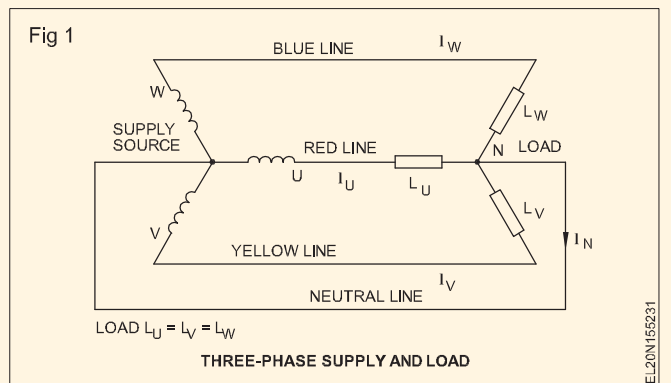 Fig 1
BLUE LINE
I_W
W
L_W
SUPPLY
SOURCE
RED LINE
N
LOAD
U
I_U
L_U
V
L_V
I_N
YELLOW LINE
I_V
NEUTRAL LINE
LOAD L_U = L_V = L_W
THREE-PHASE SUPPLY AND LOAD
EL20N155231